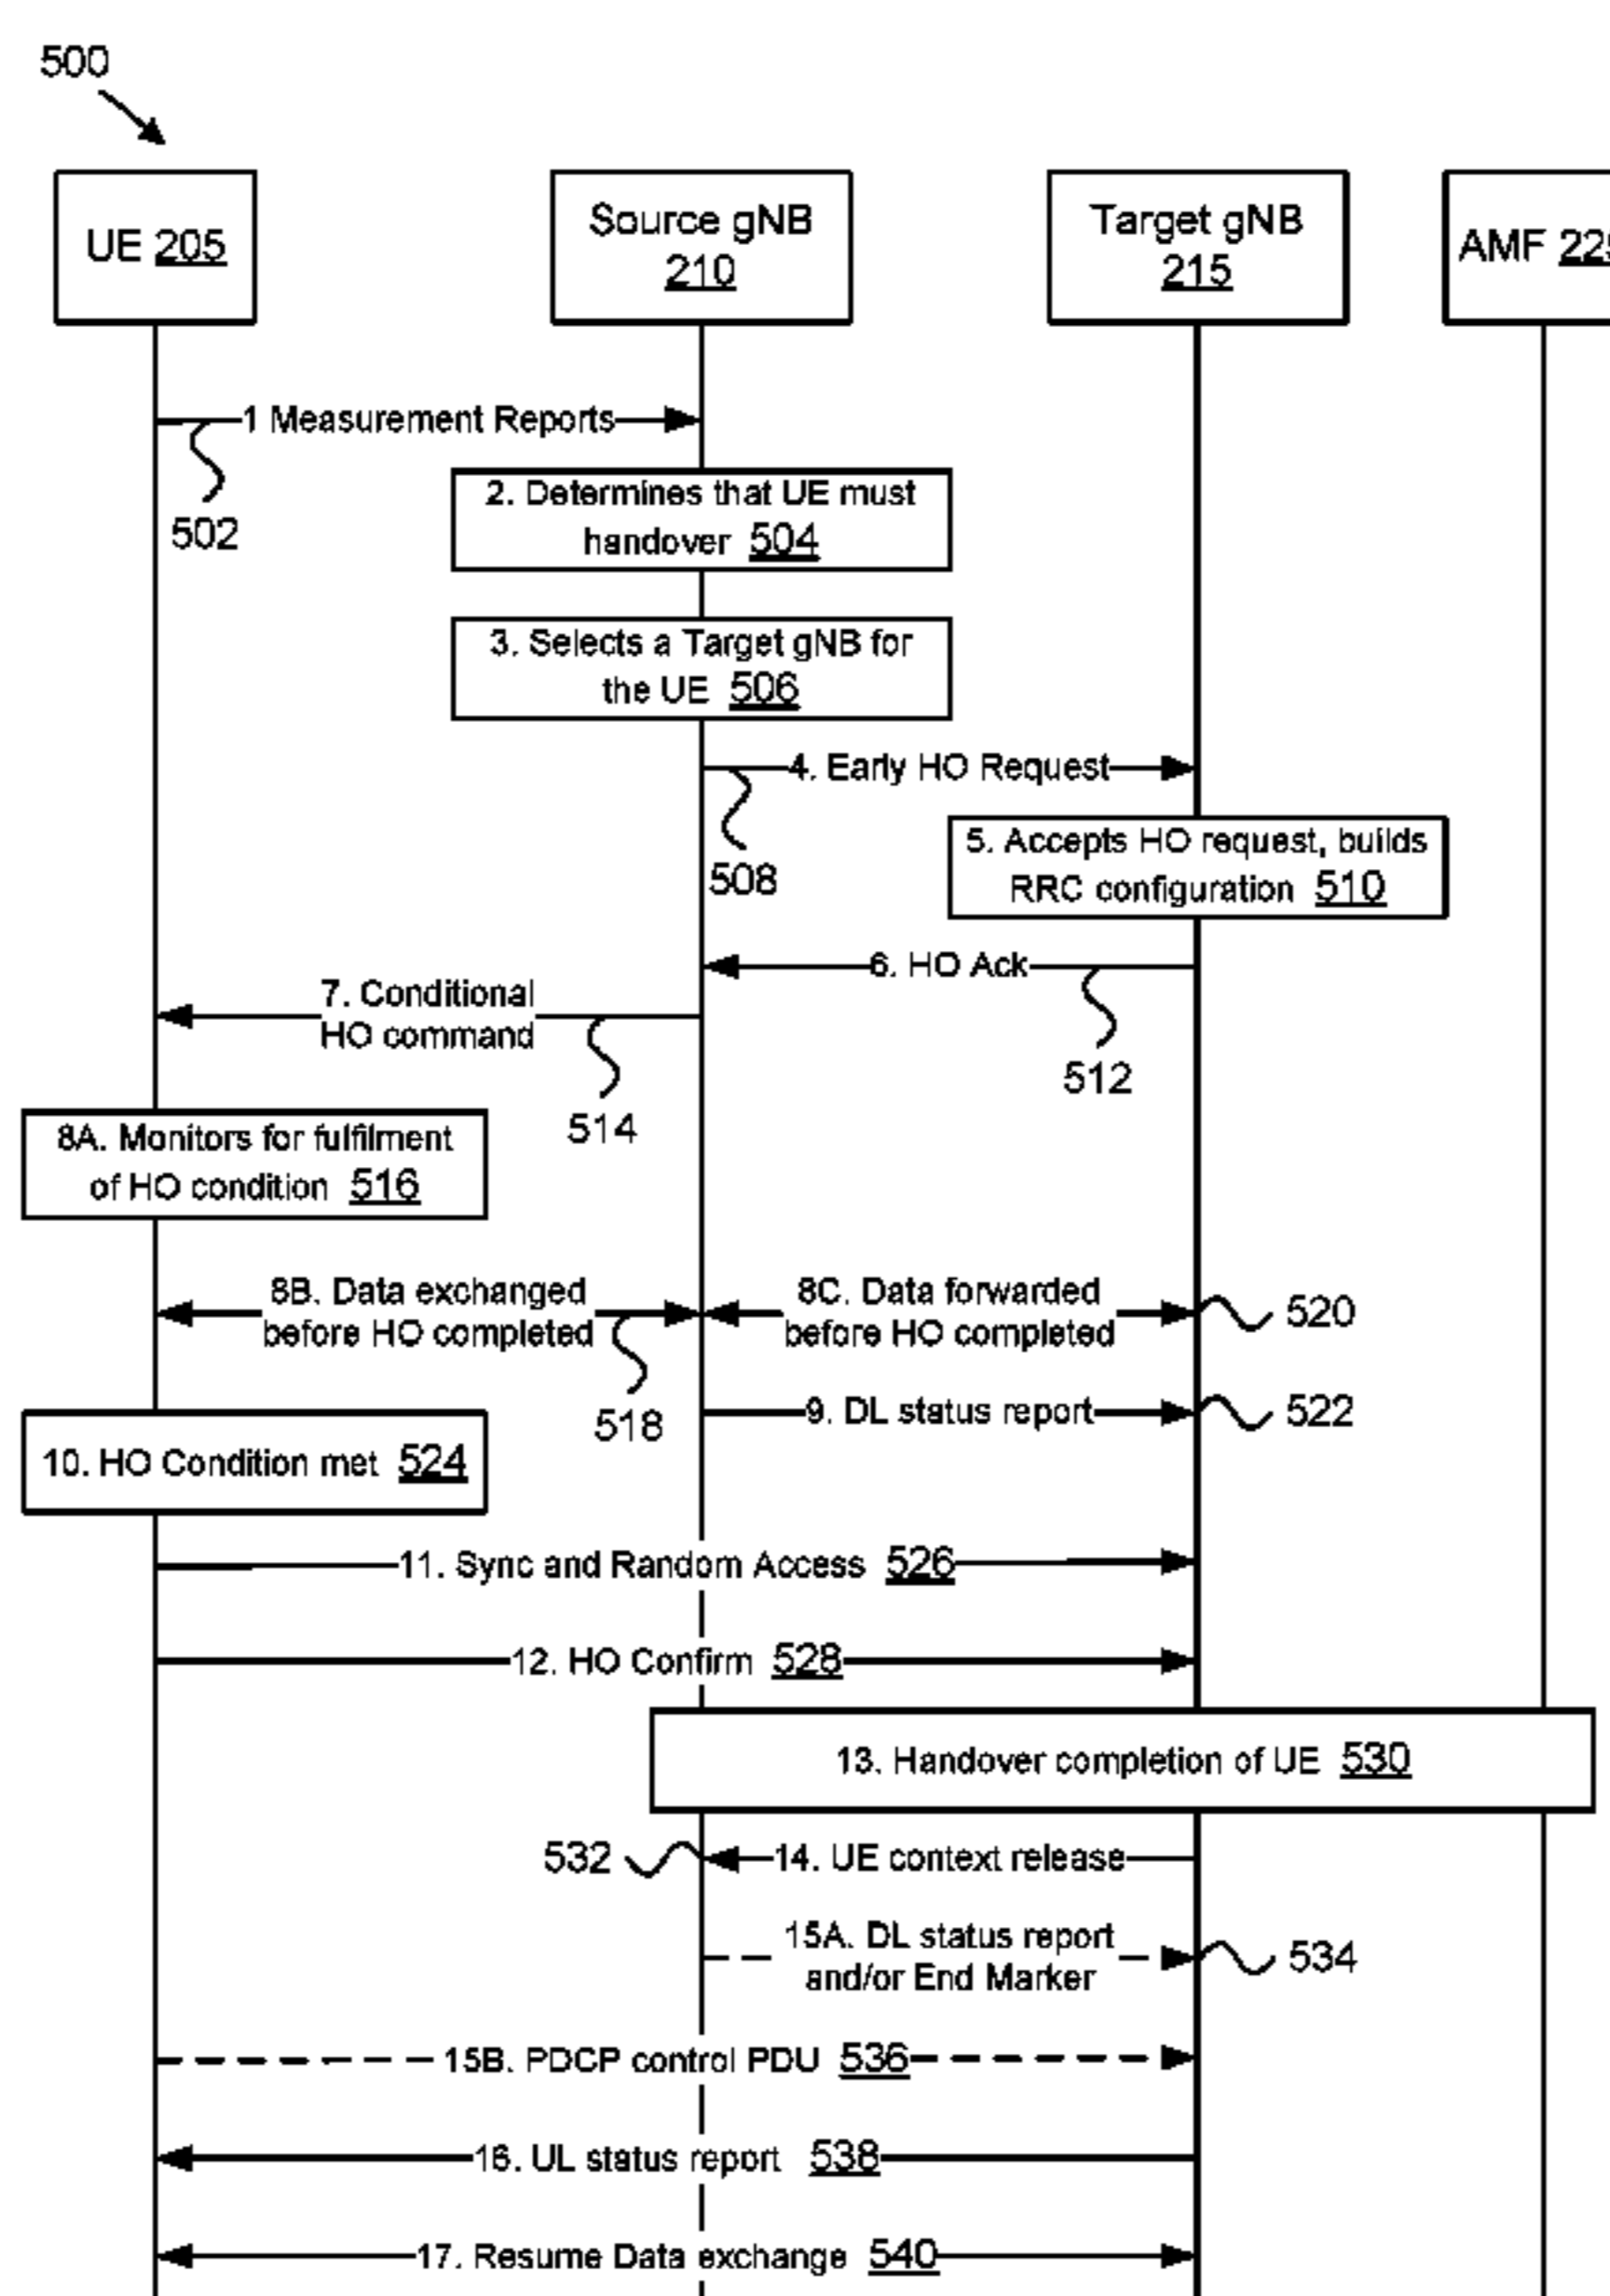 500
UE 205
Source gNB
210
Target gNB
215
AMF
1 Measurement Reports
502
2. Determines that UE must
handover 504
3. Selects a Target gNB for
the UE 506
4. Early HO Request
508
5. Accepts HO request, builds
RRC configuration 510
6. HO Ack
512
7. Conditional
HO command
514
8A. Monitors for fulfilment
of HO condition 516
8B. Data exchanged
before HO completed
518
8C. Data forwarded
before HO completed
520
9. DL status report
522
10. HO Condition met 524
11. Sync and Random Access 526
12. HO Confirm 528
13. Handover completion of UE 530
532
14. UE context release
15A. DL status report
and/or End Marker
534
15B. PDCP control PDU 536
16. UL status report 538
17. Resume Data exchange 540